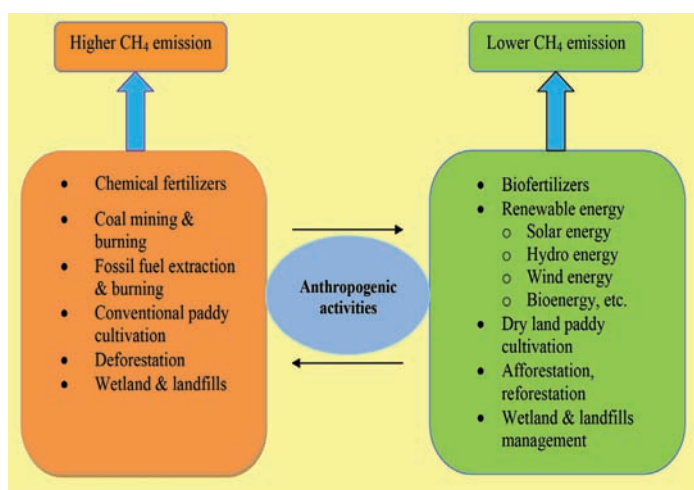 Higher CH₄ emission
Lower CH₄ emission
• Chemical fertilizers
• Coal mining &
burning
• Fossil fuel extraction
& burning
• Conventional paddy
cultivation
• Deforestation
• Wetland & landfills
Anthropogenic
activities
• Biofertilizers
• Renewable energy
o Solar energy
o Hydro energy
o Wind energy
o Bioenergy, etc.
• Dry land paddy
cultivation
• Afforestation,
reforestation
• Wetland & landfills
management